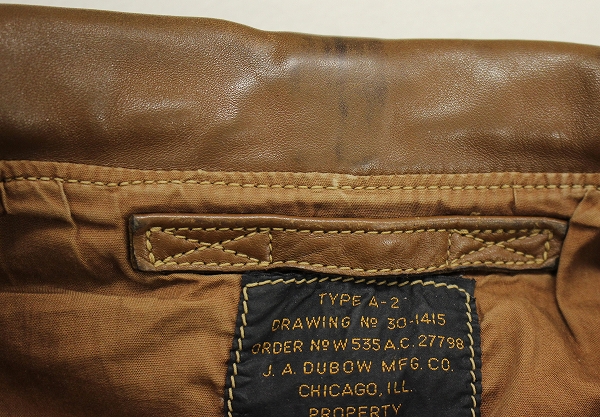 TYPE A-2
DRAWING No 30-1415
ORDER No W 535 A.C. 27798
J. A. DUBOW MFG. CO.
CHICAGO, ILL.
PROPERTY